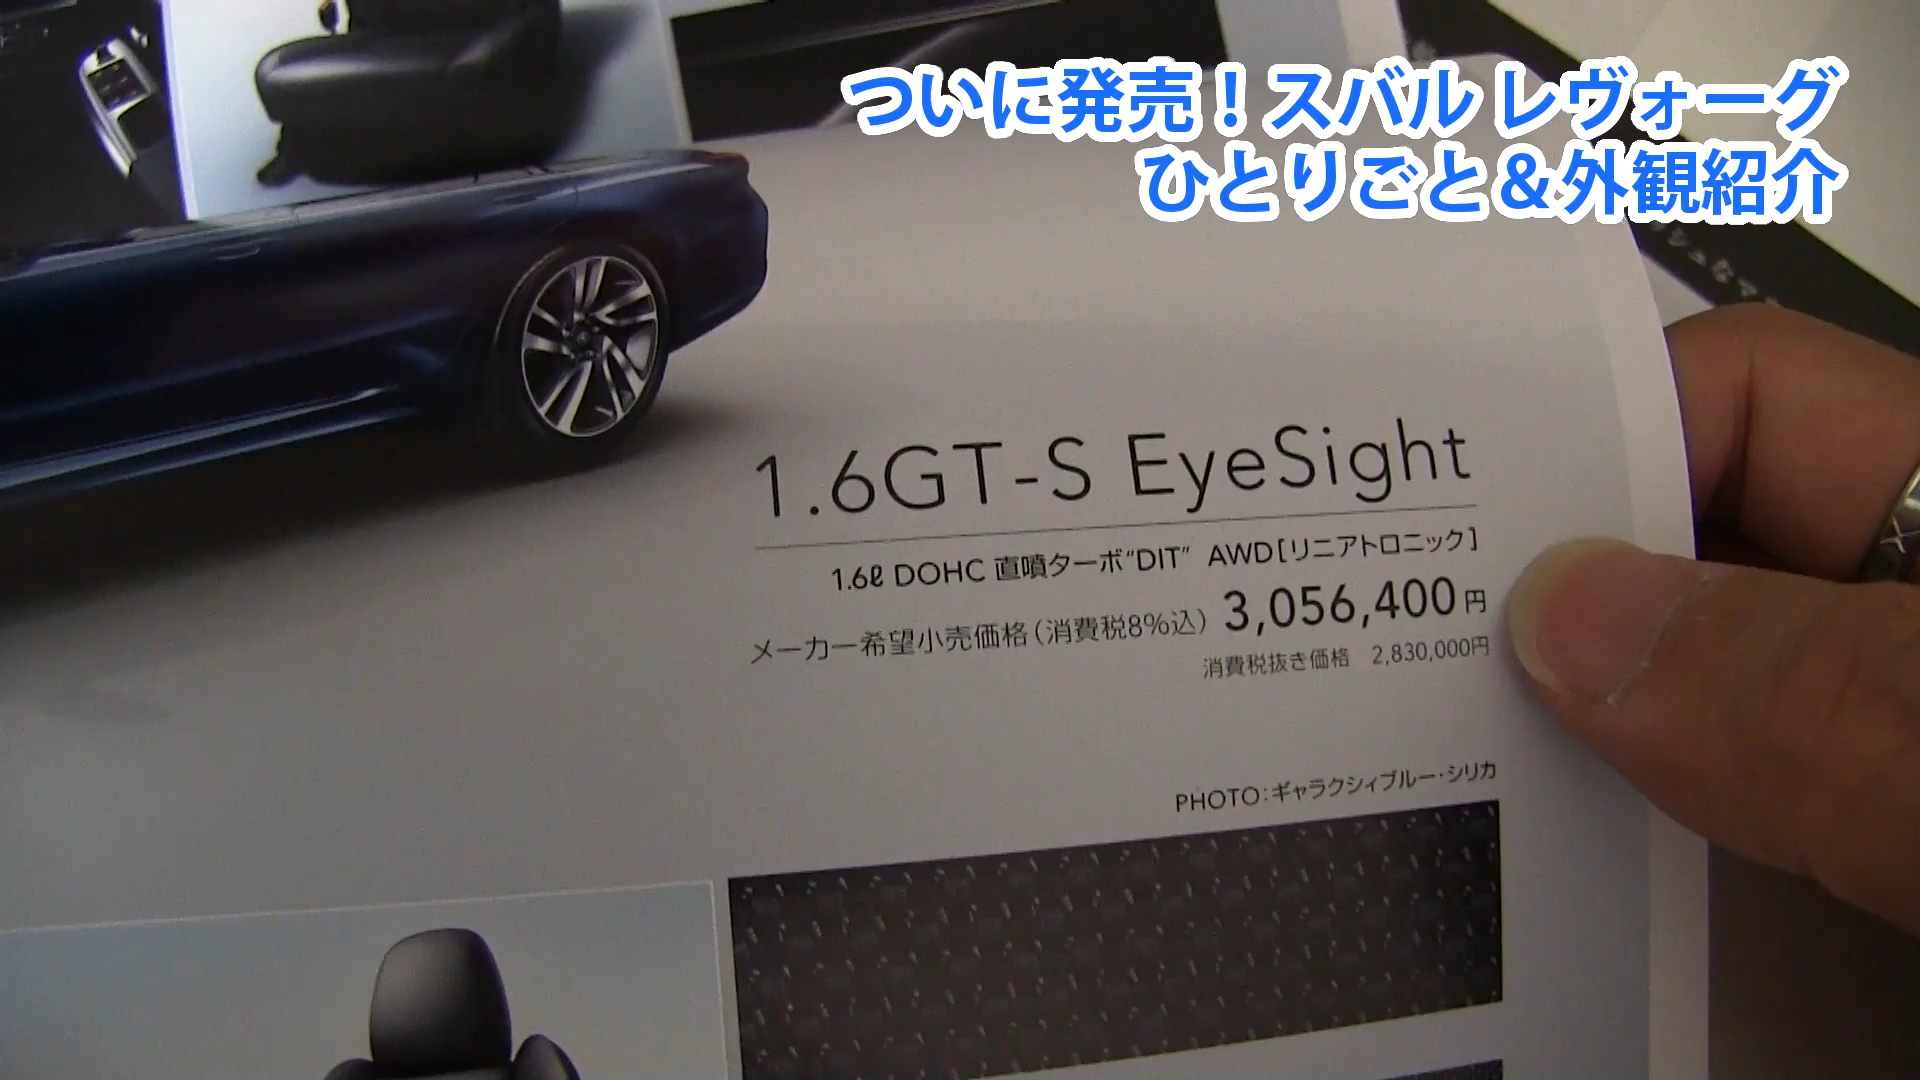 ついに発売！スバル レヴォーグ
ひとりごと＆外観紹介
1.6GT-S EyeSight
1.6ℓ DOHC 直噴ターボ“DIT” AWD[リニアトロニック]
メーカー希望小売価格（消費税8%込） 3,056,400円
消費税抜き価格 2,830,000円
PHOTO：ギャラクシィブルー・シリカ